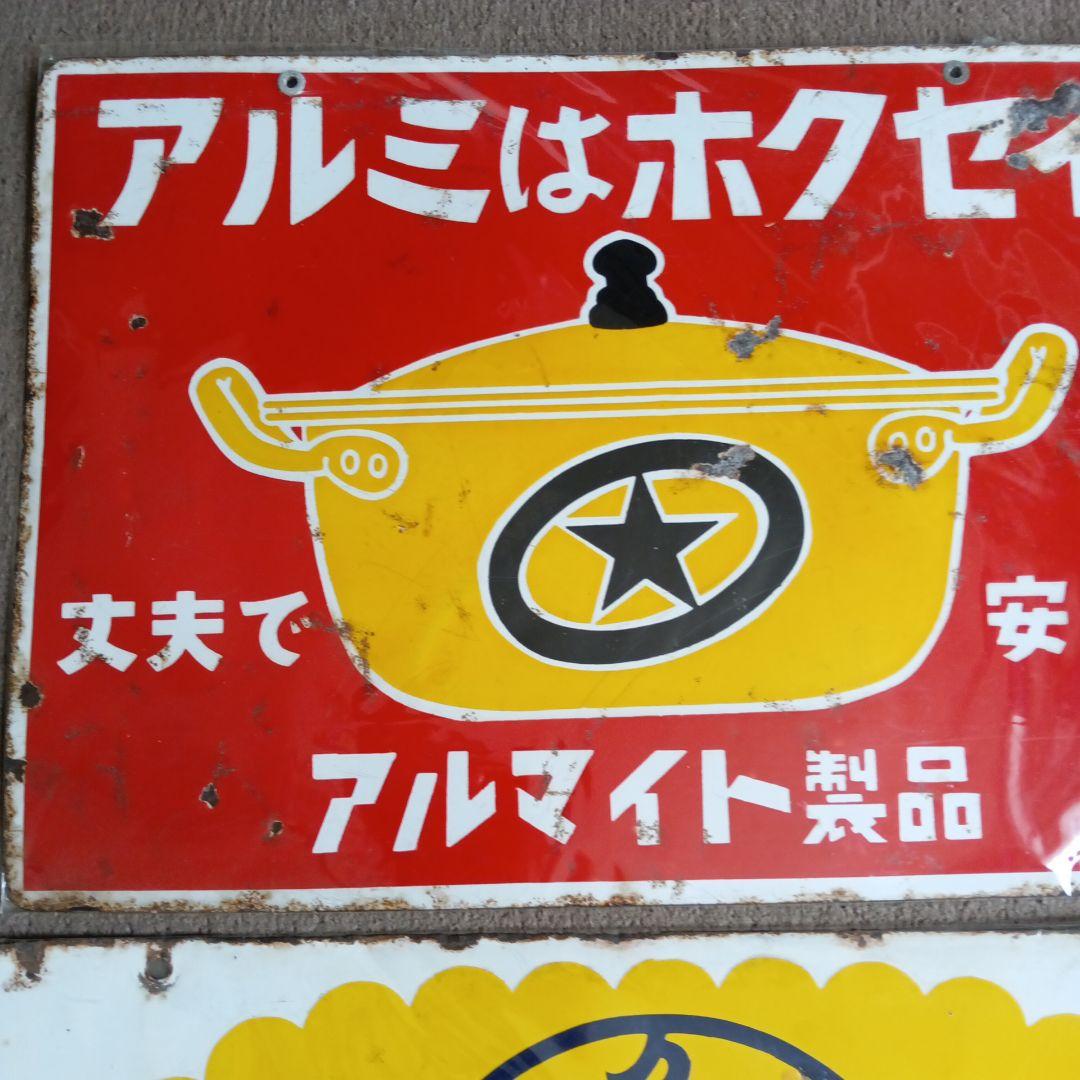 アルミはホクセイ
丈夫で 安
アルマイト製品